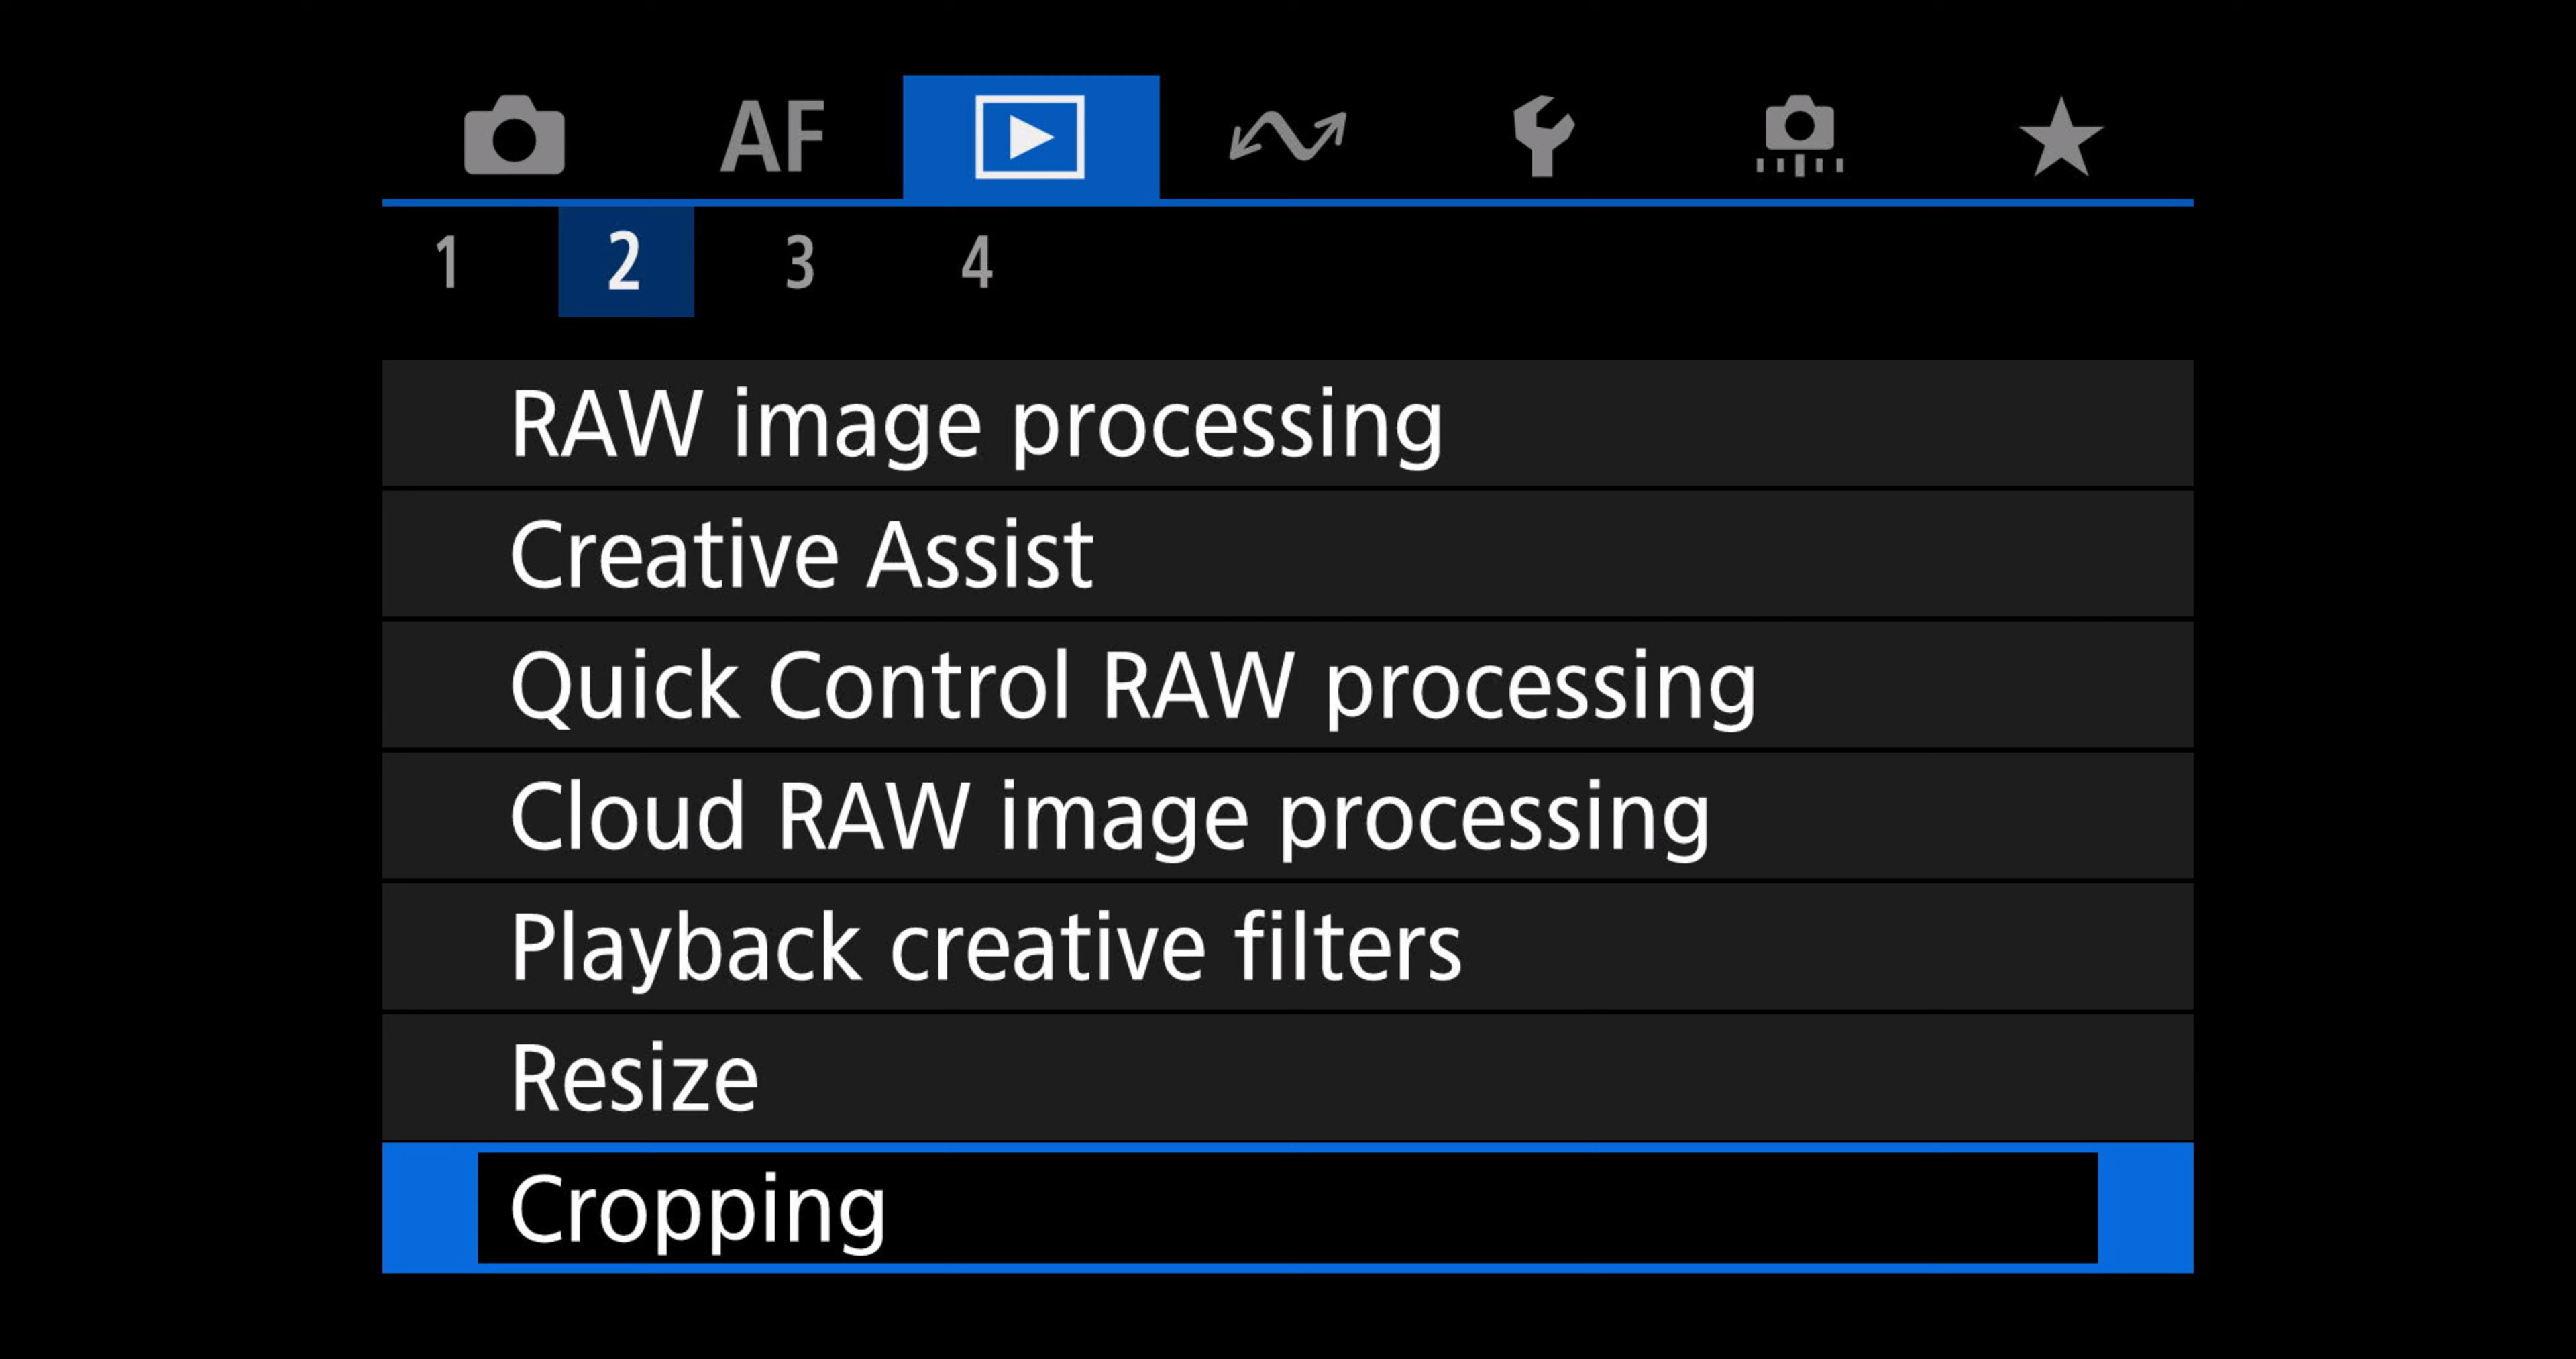 AF
1 2 3 4
RAW image processing
Creative Assist
Quick Control RAW processing
Cloud RAW image processing
Playback creative filters
Resize
Cropping